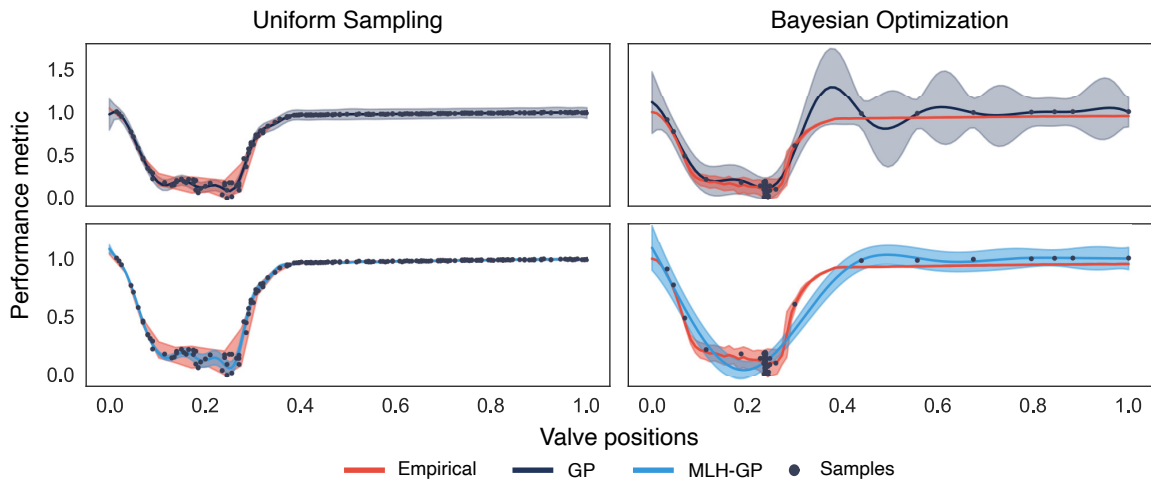 Uniform Sampling
Bayesian Optimization
Performance metric
1.5
1.0
0.5
0.0
1.0
0.5
0.0
0.0 0.2 0.4 0.6 0.8 1.0
0.0 0.2 0.4 0.6 0.8 1.0
Valve positions
Empirical GP MLH-GP Samples